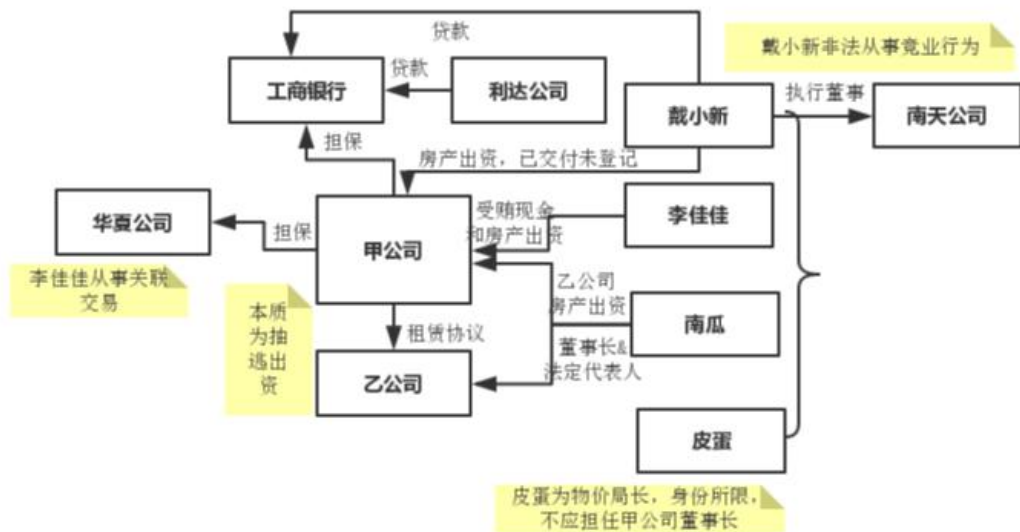 贷款
戴小新非法从事竞业行为
工商银行
贷款
利达公司
戴小新
执行董事
南天公司
担保
房产出资，已交付未登记
华夏公司
担保
甲公司
受贿现金
和房产出资
李佳佳
李佳佳从事关联
交易
本质
为抽
逃出
资
租赁协议
乙公司
房产出资
南瓜
董事长&
法定代表人
乙公司
皮蛋
皮蛋为物价局长，身份所限，
不应担任甲公司董事长